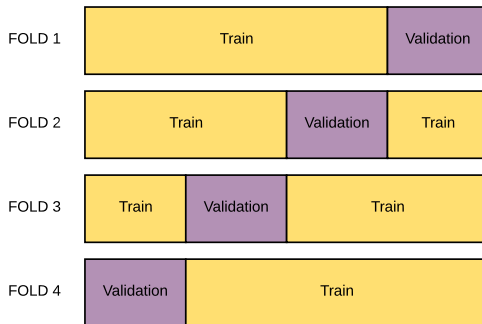 FOLD 1 Train Validation
FOLD 2 Train Validation Train
FOLD 3 Train Validation Train
FOLD 4 Validation Train